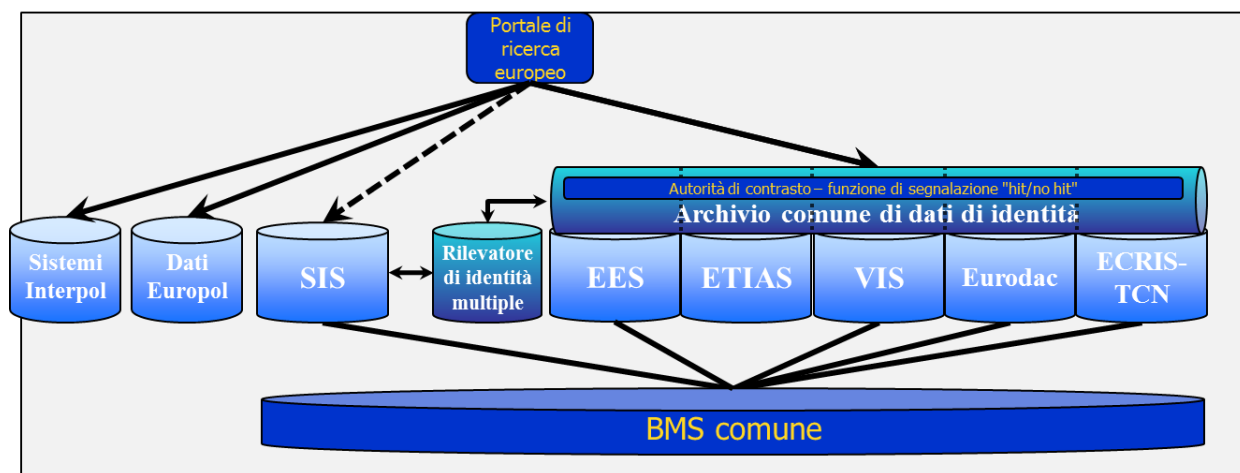 Portale di
ricerca
europeo
Autorità di contrasto – funzione di segnalazione "hit/no hit"
Archivio comune di dati di identità
Sistemi
Interpol
Dati
Europol
SIS
Rilevatore
di identità
multiple
EES
ETIAS
VIS
Eurodac
ECRIS-
TCN
BMS comune